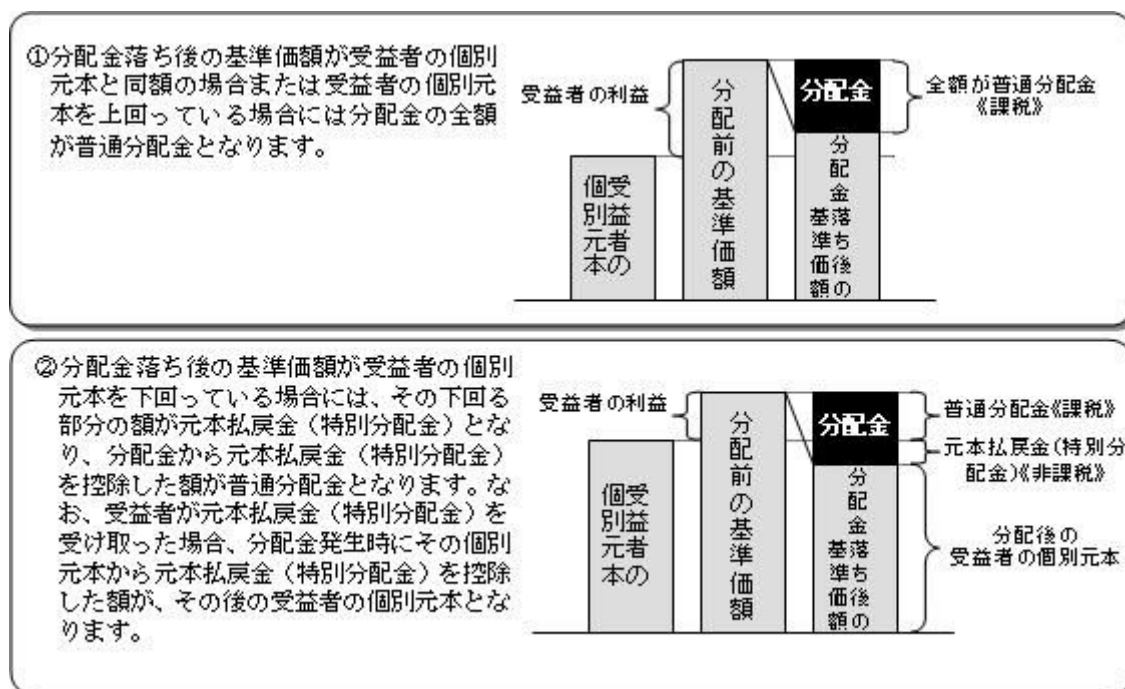 ①分配金落ち後の基準価額が受益者の個別
元本と同額の場合または受益者の個別元
本を上回っている場合には分配金の全額
が普通分配金となります。
受益者の利益
受益者の
個別元本
分配前の基準価額
分配金
分配金落ち後の
基準価額
全額が普通分配金
《課税》
②分配金落ち後の基準価額が受益者の個別
元本を下回っている場合には、その下回る
部分の額が元本払戻金（特別分配金）とな
り、分配金から元本払戻金（特別分配金）
を控除した額が普通分配金となります。な
お、受益者が元本払戻金（特別分配金）を
受け取った場合、分配金発生時にその個別
元本から元本払戻金（特別分配金）を控除
した額が、その後の受益者の個別元本とな
ります。
受益者の利益
受益者の
個別元本
分配前の基準価額
分配金
分配金落ち後の
基準価額
普通分配金《課税》
元本払戻金(特別分
配金)《非課税》
分配後の
受益者の個別元本